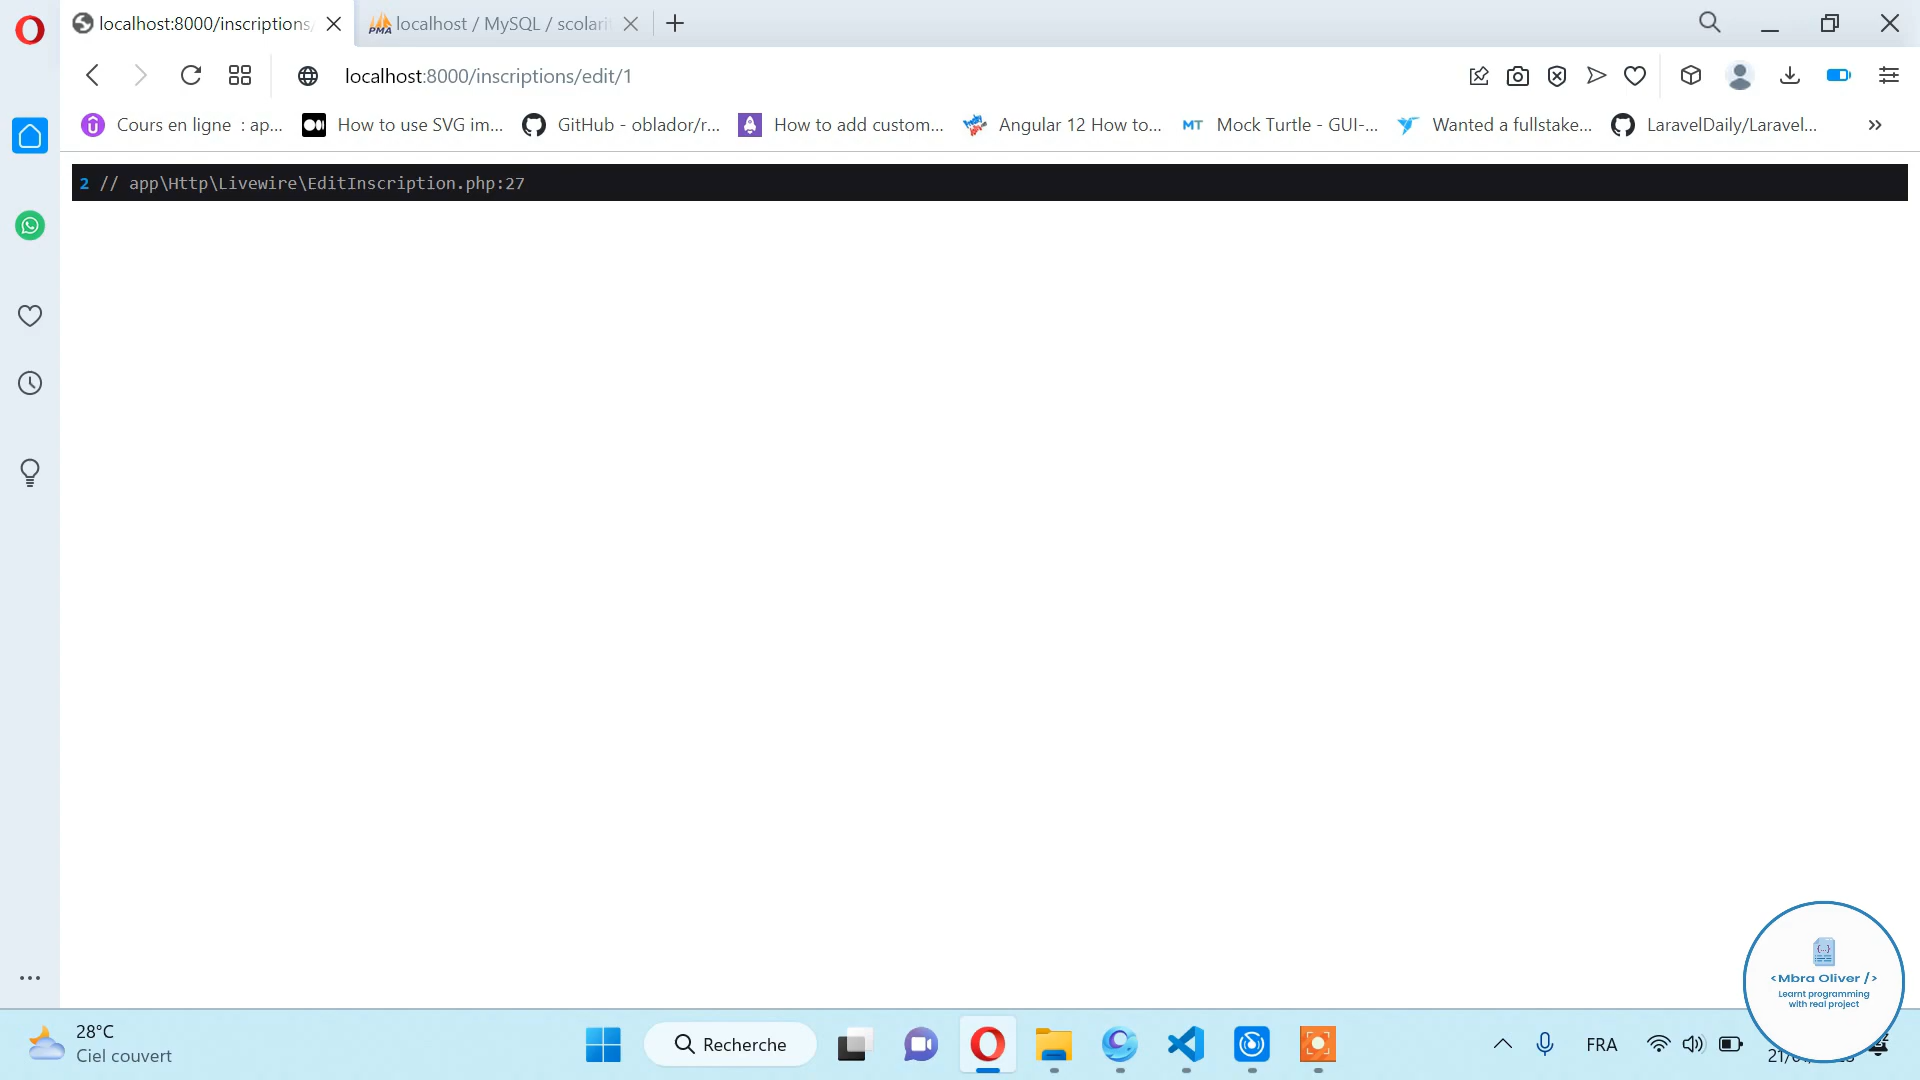 localhost:8000/inscriptions/
PMA localhost / MySQL / scolarit
localhost:8000/inscriptions/edit/1
Cours en ligne : ap...
How to use SVG im...
GitHub - oblador/r...
How to add custom...
Angular 12 How to...
MT Mock Turtle - GUI-...
Wanted a fullstake...
LaravelDaily/Laravel...
2 // app\Http\Livewire\EditInscription.php:27
{...}
<Mbra Oliver />
Learnt programming
with real project
28°C
Ciel couvert
Recherche
FRA